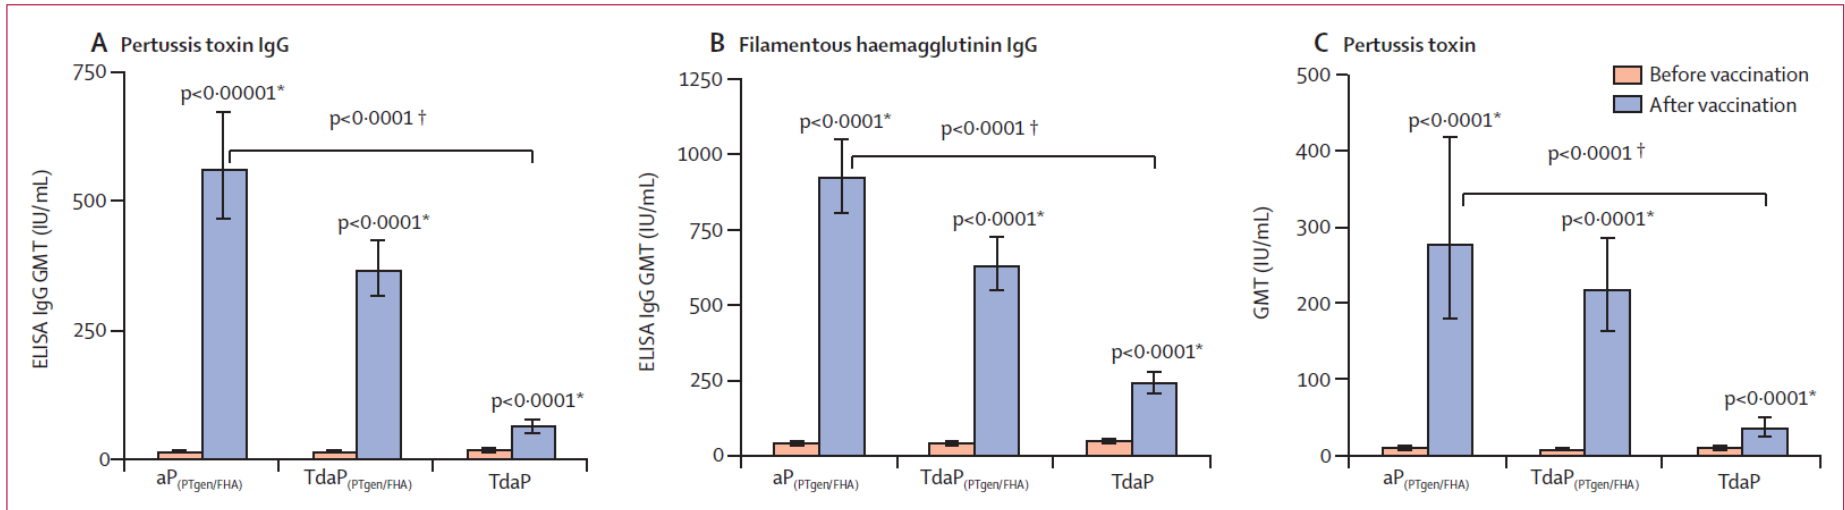 A Pertussis toxin IgG
750
500
250
0
ELISA IgG GMT (IU/mL)
p<0·00001*
p<0·0001 †
p<0·0001*
p<0·0001*
aP(PTgen/FHA)
TdaP(PTgen/FHA)
TdaP
B Filamentous haemagglutinin IgG
1250
1000
750
500
250
0
ELISA IgG GMT (IU/mL)
p<0·0001*
p<0·0001 †
p<0·0001*
p<0·0001*
aP(PTgen/FHA)
TdaP(PTgen/FHA)
TdaP
C Pertussis toxin
500
400
300
200
100
0
GMT (IU/mL)
Before vaccination
After vaccination
p<0·0001*
p<0·0001 †
p<0·0001*
p<0·0001*
aP(PTgen/FHA)
TdaP(PTgen/FHA)
TdaP